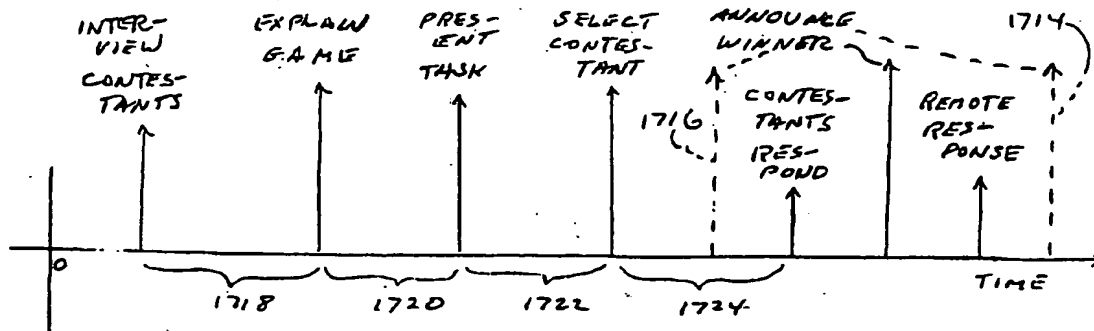 INTER-
VIEW
CONTES-
TANTS
EXPLAIN
GAME
PRES-
ENT
TASK
SELECT
CONTES-
TANT
ANNOUNCE
WINNER
1714
1716
CONTES-
TANTS
RES-
POND
REMOTE
RES-
PONSE
0
TIME
1718
1720
1722
1724